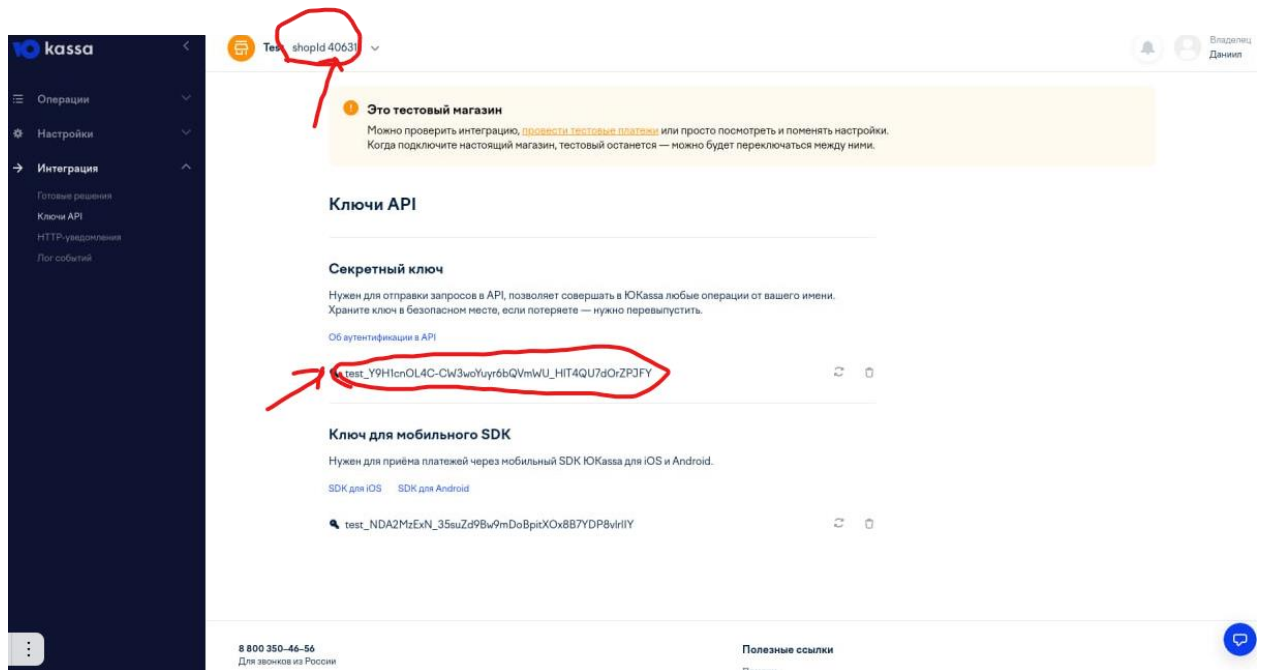 Ю kassa
Test shopId 40631
Владелец
Даниил
Операции
Настройки
Интеграция
Готовые решения
Ключи API
HTTP-уведомления
Лог событий
Это тестовый магазин
Можно проверить интеграцию, провести тестовые платежи или просто посмотреть и поменять настройки.
Когда подключите настоящий магазин, тестовый останется — можно будет переключаться между ними.
Ключи API
Секретный ключ
Нужен для отправки запросов в API, позволяет совершать в ЮKassa любые операции от вашего имени.
Храните ключ в безопасном месте, если потеряете — нужно перевыпустить.
Об аутентификации в API
test_Y9H1cnOL4C-CW3woYuyr6bQVmWU_HIT4QU7dOrZPJFY
Ключ для мобильного SDK
Нужен для приёма платежей через мобильный SDK ЮKassa для iOS и Android.
SDK для iOS SDK для Android
test_NDA2MzExN_35suZd9Bw9mDoBpitXOx8B7YDP8vlrIIY
8 800 350-46-56
Для звонков из России
Полезные ссылки